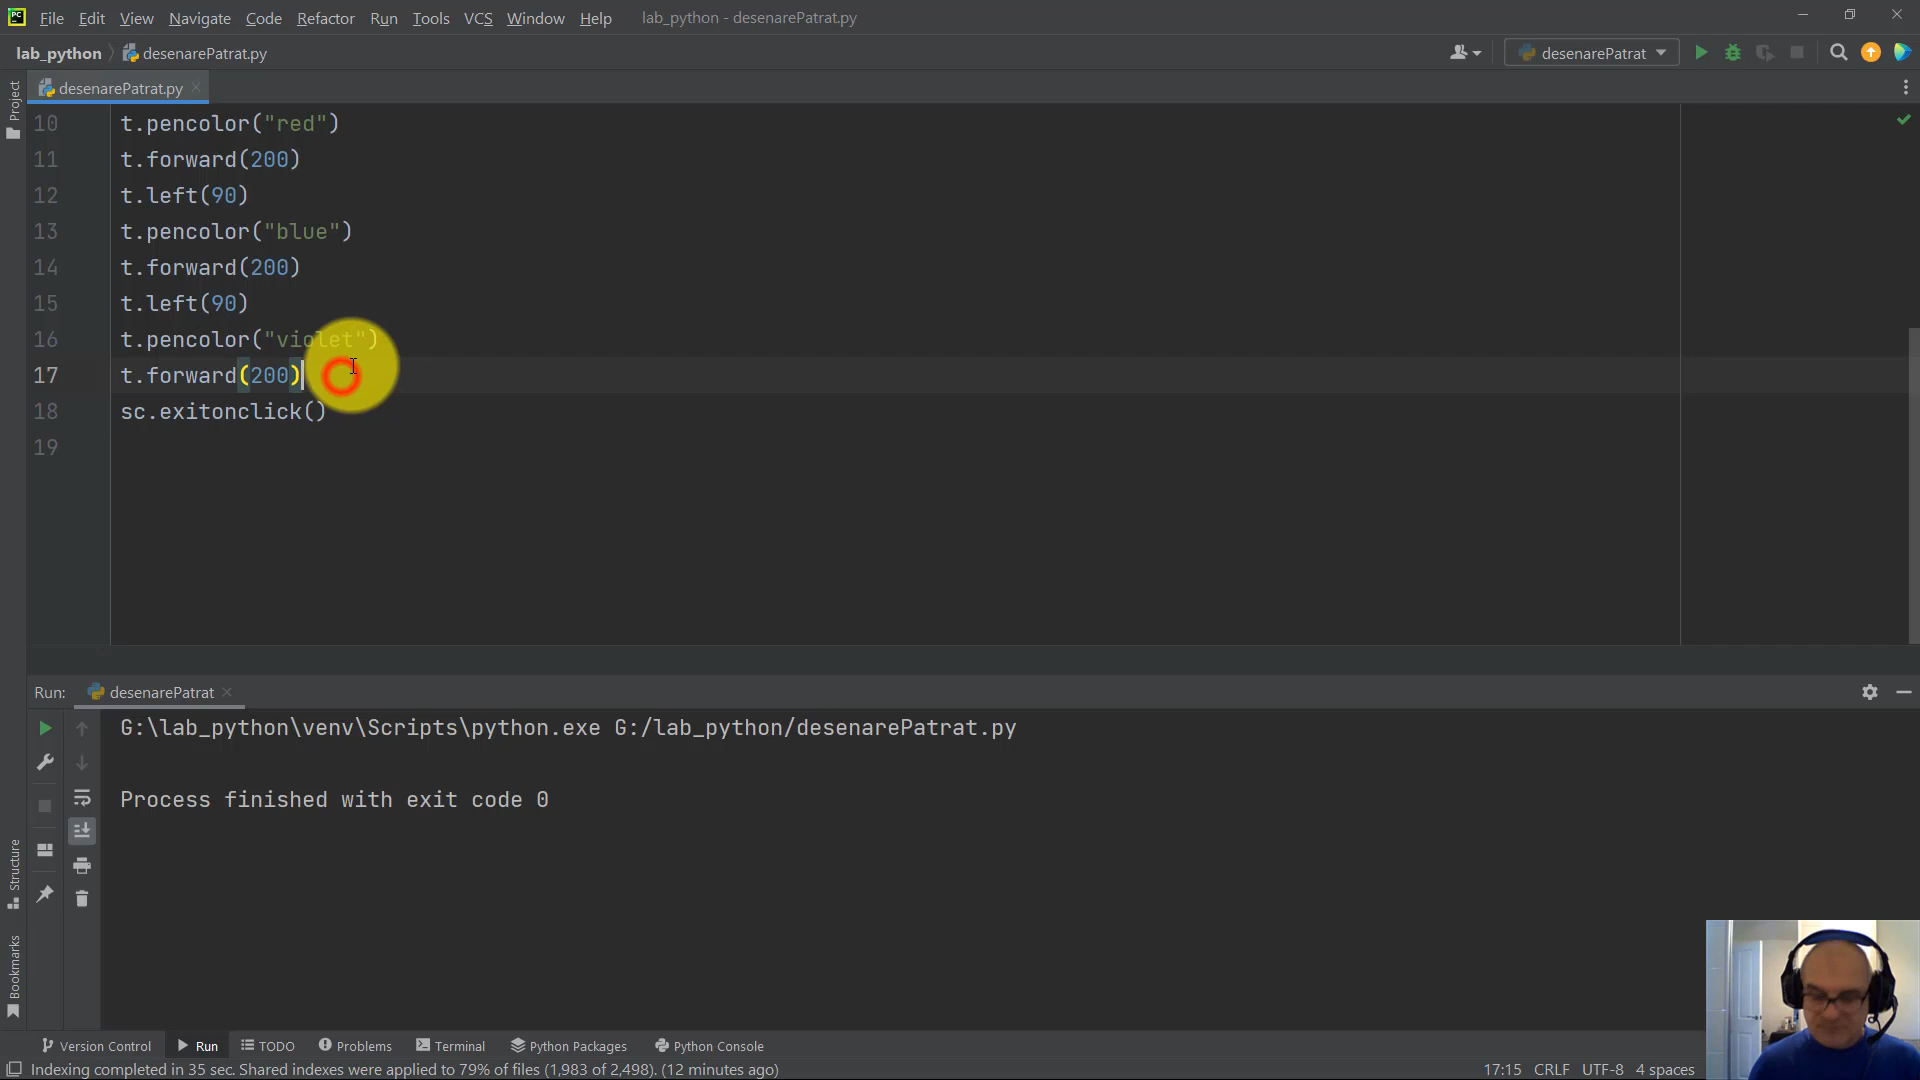 File Edit View Navigate Code Refactor Run Tools VCS Window Help lab_python - desenarePatrat.py
lab_python desenarePatrat.py desenarePatrat
Project
desenarePatrat.py
10 t.pencolor("red")
11 t.forward(200)
12 t.left(90)
13 t.pencolor("blue")
14 t.forward(200)
15 t.left(90)
16 t.pencolor("violet")
17 t.forward(200)
18 sc.exitonclick()
19
Run: desenarePatrat
G:\lab_python\venv\Scripts\python.exe G:/lab_python/desenarePatrat.py
Process finished with exit code 0
Structure
Bookmarks
Version Control Run TODO Problems Terminal Python Packages Python Console
Indexing completed in 35 sec. Shared indexes were applied to 79% of files (1,983 of 2,498). (12 minutes ago) 17:15 CRLF UTF-8 4 spaces